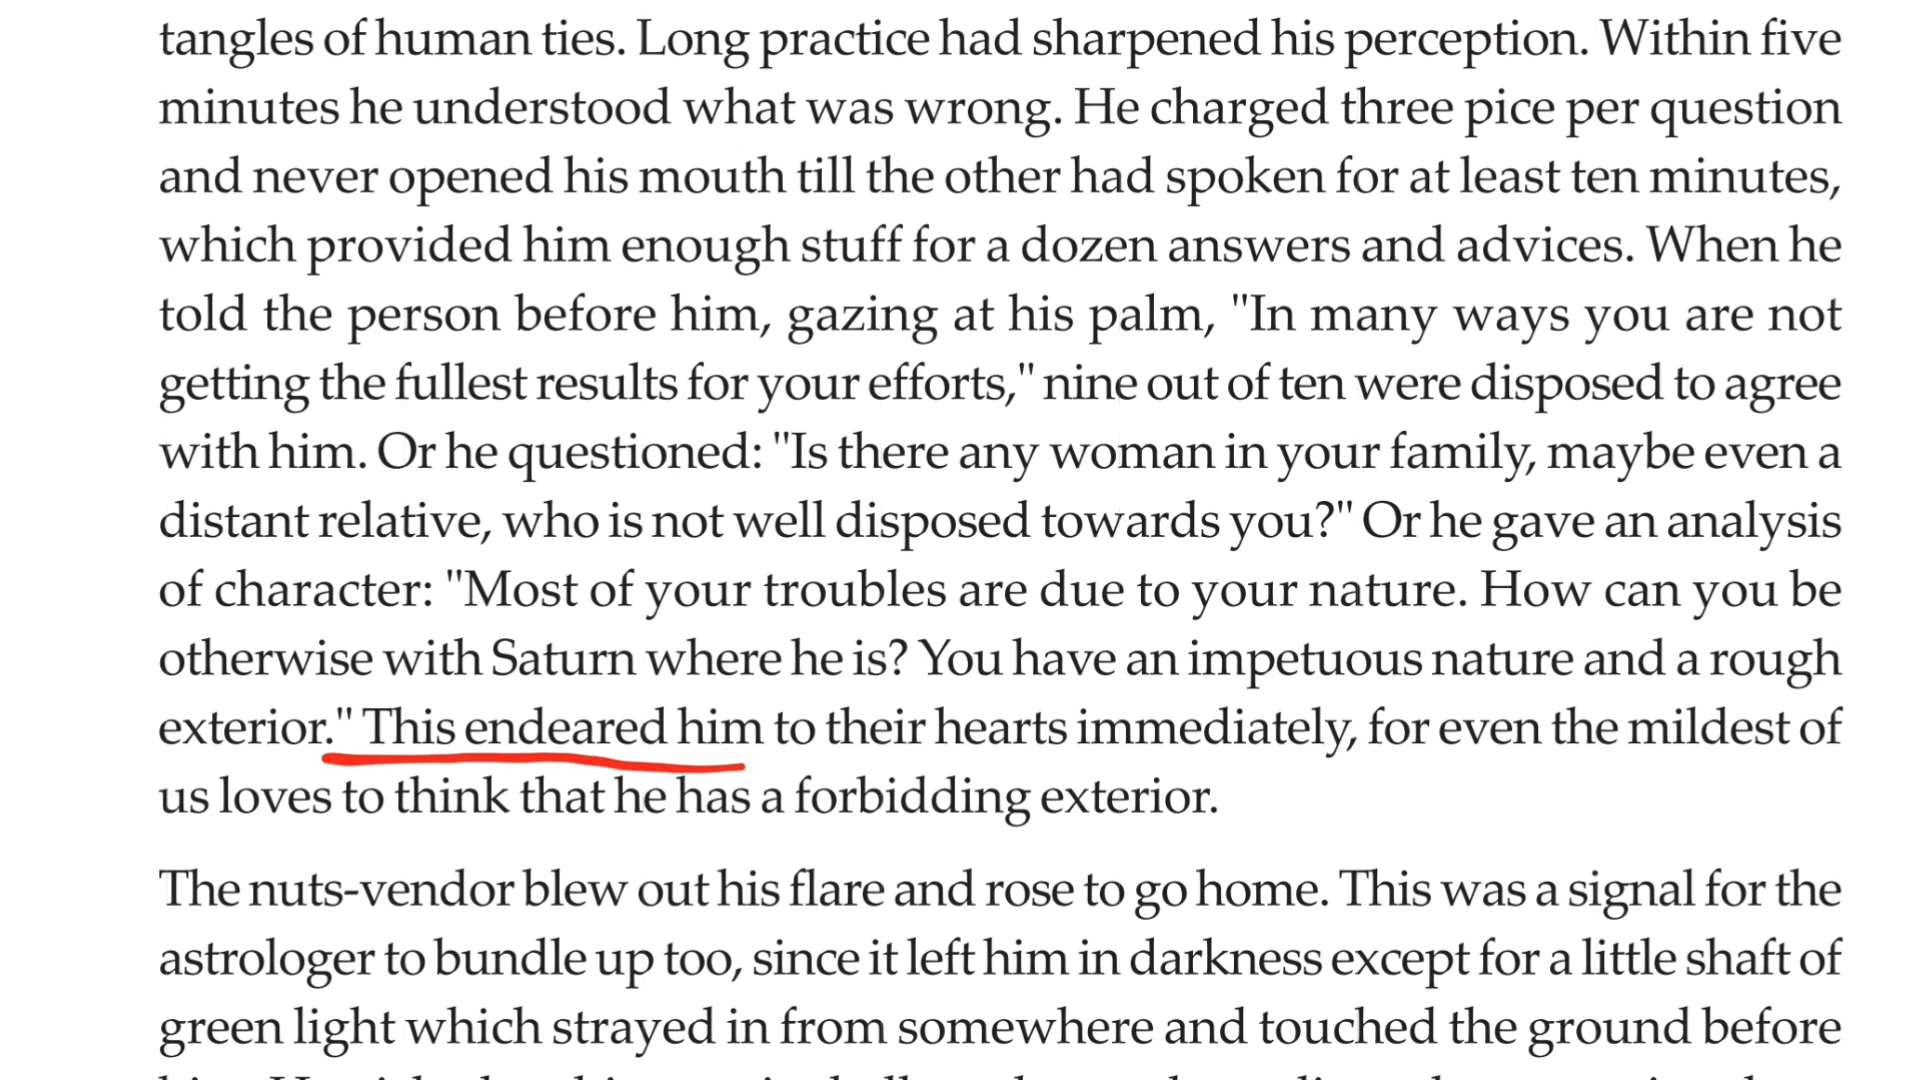 tangles of human ties. Long practice had sharpened his perception. Within five
minutes he understood what was wrong. He charged three pice per question
and never opened his mouth till the other had spoken for at least ten minutes,
which provided him enough stuff for a dozen answers and advices. When he
told the person before him, gazing at his palm, "In many ways you are not
getting the fullest results for your efforts," nine out of ten were disposed to agree
with him. Or he questioned: "Is there any woman in your family, maybe even a
distant relative, who is not well disposed towards you?" Or he gave an analysis
of character: "Most of your troubles are due to your nature. How can you be
otherwise with Saturn where he is? You have an impetuous nature and a rough
exterior." This endeared him to their hearts immediately, for even the mildest of
us loves to think that he has a forbidding exterior.
The nuts-vendor blew out his flare and rose to go home. This was a signal for the
astrologer to bundle up too, since it left him in darkness except for a little shaft of
green light which strayed in from somewhere and touched the ground before